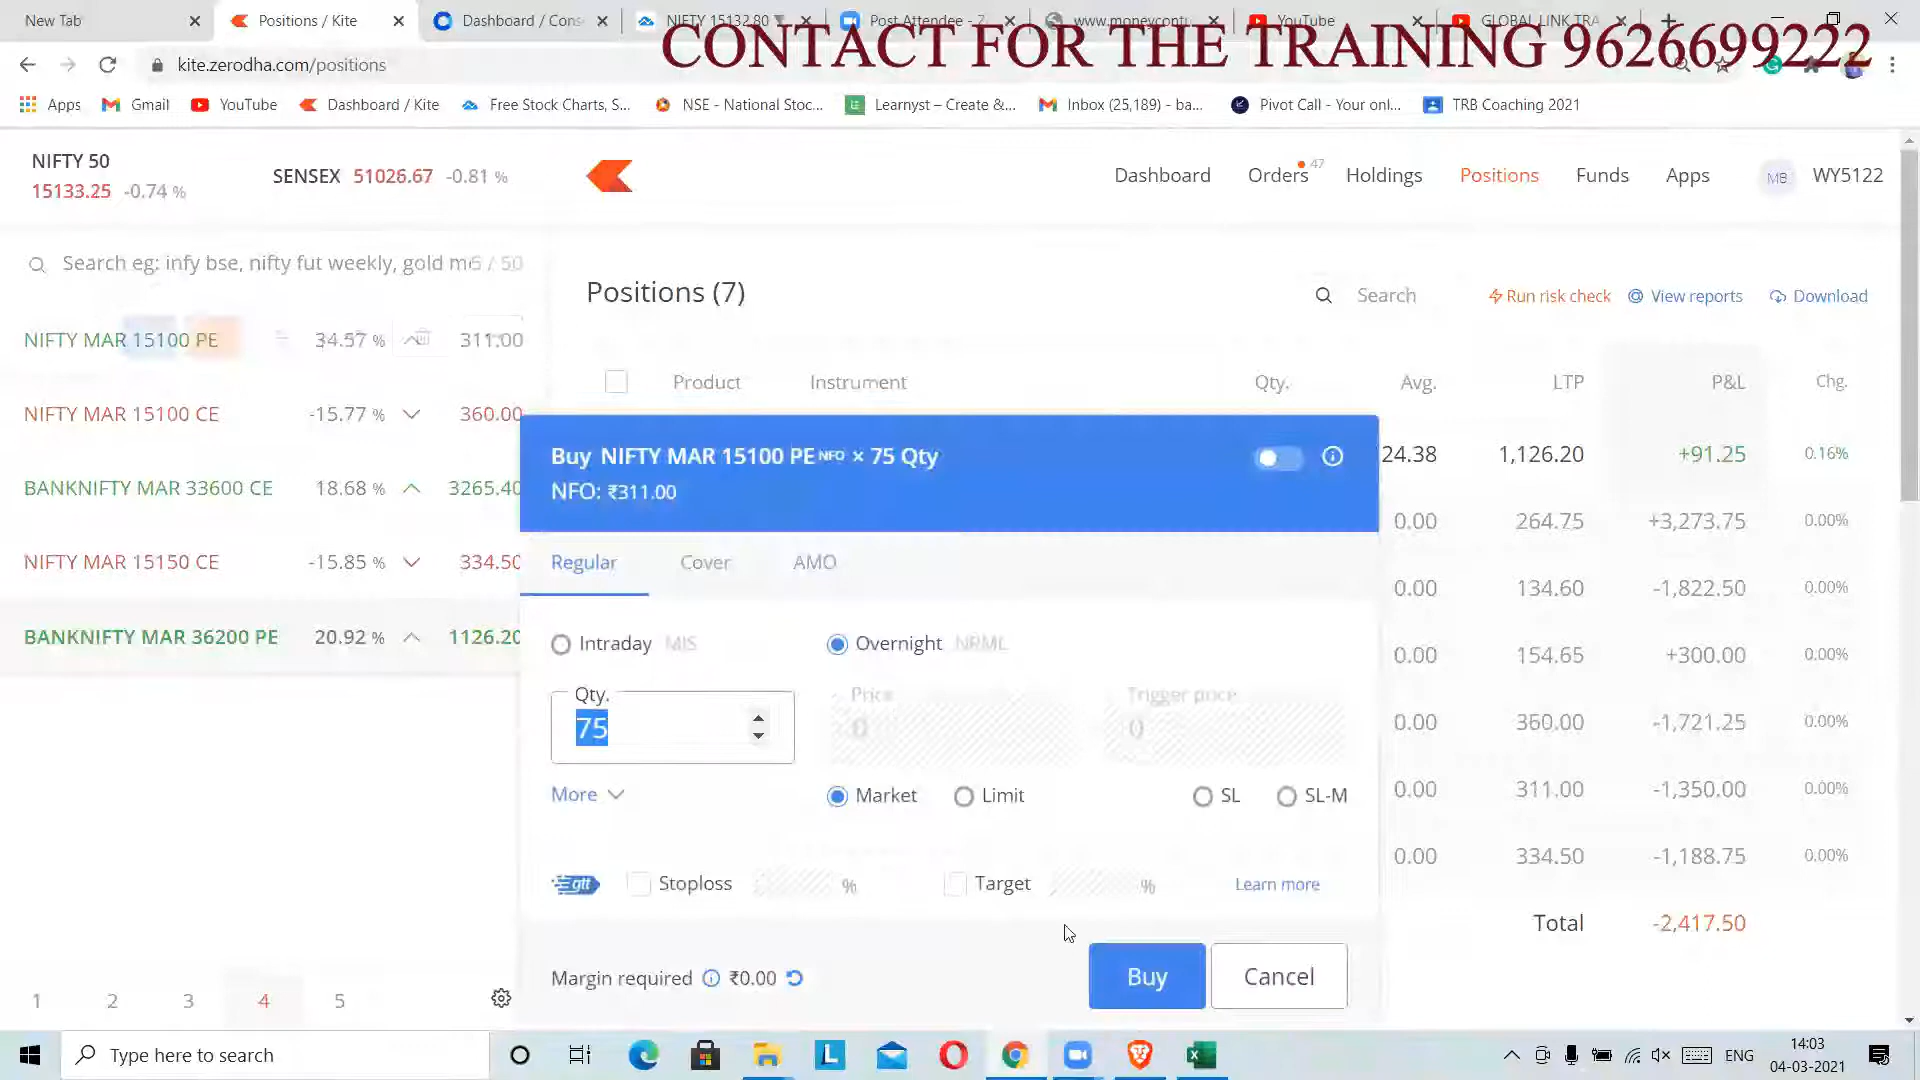 New Tab
Positions / Kite
Dashboard / Cons
NIFTY 15132.80
Post Attendee - Z
www.moneycontr
YouTube
GLOBAL LINK TRA
CONTACT FOR THE TRAINING 9626699222
kite.zerodha.com/positions
Apps
Gmail
YouTube
Dashboard / Kite
Free Stock Charts, S...
NSE - National Stoc...
Learnyst – Create &...
Inbox (25,189) - ba...
Pivot Call - Your onl...
TRB Coaching 2021
NIFTY 50
15133.25 -0.74 %
SENSEX 51026.67 -0.81 %
Dashboard
Orders 47
Holdings
Positions
Funds
Apps
MB
WY5122
Search eg: infy bse, nifty fut weekly, gold m 5 / 50
NIFTY MAR 15100 PE 34.57 % 311.00
NIFTY MAR 15100 CE -15.77 % 360.00
BANKNIFTY MAR 33600 CE 18.68 % 3265.40
NIFTY MAR 15150 CE -15.85 % 334.50
BANKNIFTY MAR 36200 PE 20.92 % 1126.20
1 2 3 4 5
Positions (7)
Search
Run risk check
View reports
Download
Product Instrument Qty. Avg. LTP P&L Chg.
24.38 1,126.20 +91.25 0.16%
0.00 264.75 +3,273.75 0.00%
0.00 134.60 -1,822.50 0.00%
0.00 154.65 +300.00 0.00%
0.00 360.00 -1,721.25 0.00%
0.00 311.00 -1,350.00 0.00%
0.00 334.50 -1,188.75 0.00%
Total -2,417.50
Buy NIFTY MAR 15100 PE NFO × 75 Qty
NFO: ₹311.00
Regular Cover AMO
Intraday MIS Overnight NRML
Qty. Price Trigger price
75 0 0
More Market Limit SL SL-M
gtt Stoploss % Target % Learn more
Margin required ₹0.00
Buy Cancel
Type here to search
ENG
14:03
04-03-2021